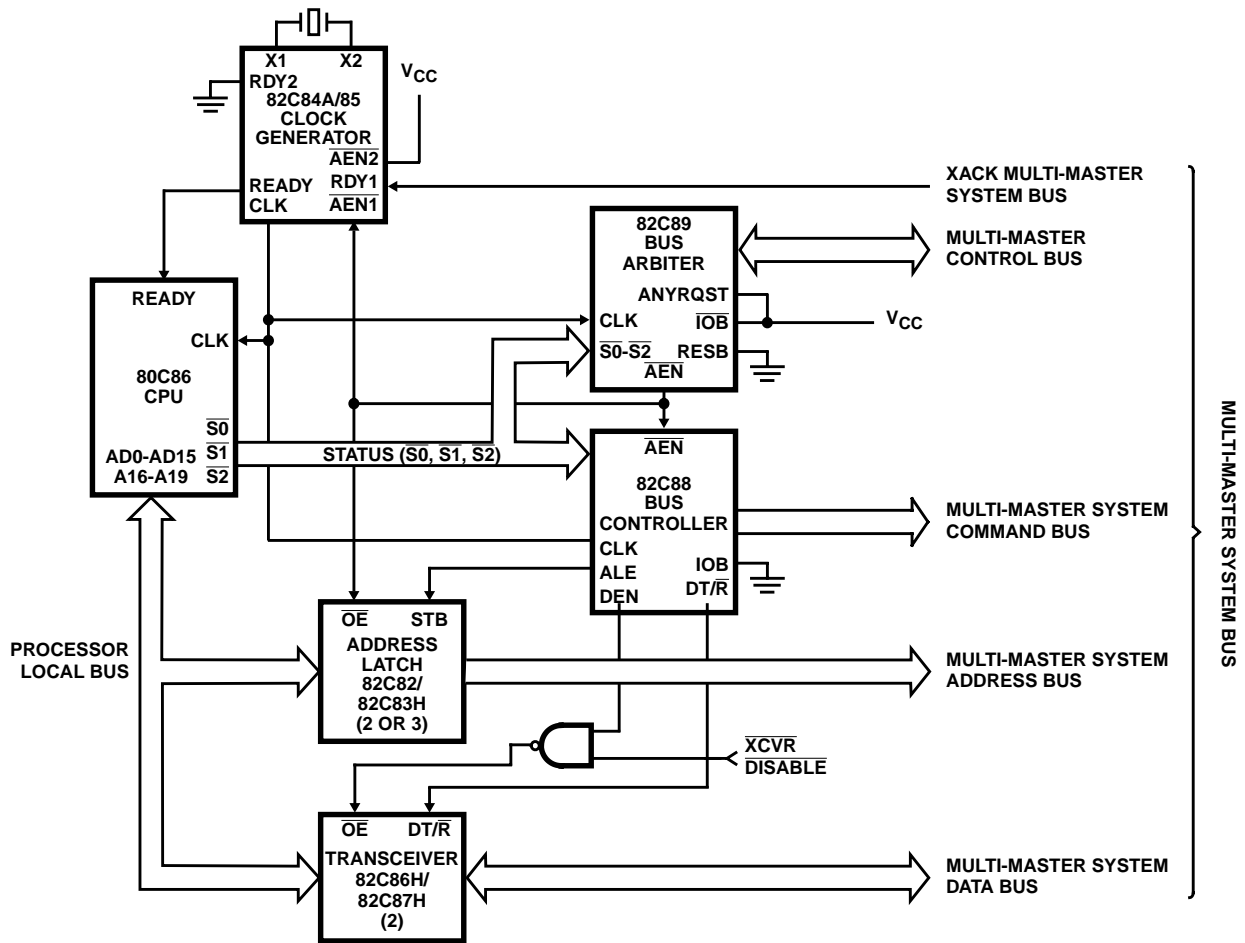 X1 X2
RDY2
82C84A/85
CLOCK
GENERATOR
AEN2
RDY1
AEN1
READY
CLK
VCC
XACK MULTI-MASTER
SYSTEM BUS
82C89
BUS
ARBITER
ANYRQST
CLK
IOB
S0-S2
RESB
AEN
VCC
MULTI-MASTER
CONTROL BUS
READY
CLK
80C86
CPU
S0
AD0-AD15
S1
A16-A19
S2
STATUS (S0, S1, S2)
AEN
82C88
BUS
CONTROLLER
CLK
ALE
DEN
IOB
DT/R
MULTI-MASTER SYSTEM
COMMAND BUS
PROCESSOR
LOCAL BUS
OE STB
ADDRESS
LATCH
82C82/
82C83H
(2 OR 3)
MULTI-MASTER SYSTEM
ADDRESS BUS
XCVR
DISABLE
OE DT/R
TRANSCEIVER
82C86H/
82C87H
(2)
MULTI-MASTER SYSTEM
DATA BUS
MULTI-MASTER SYSTEM BUS